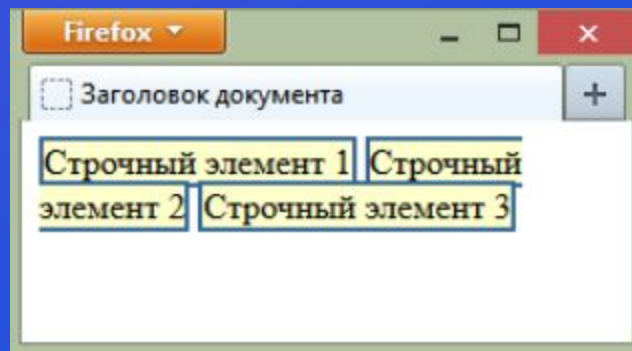 Firefox
Заголовок документа
Строчный элемент 1 Строчный
элемент 2 Строчный элемент 3